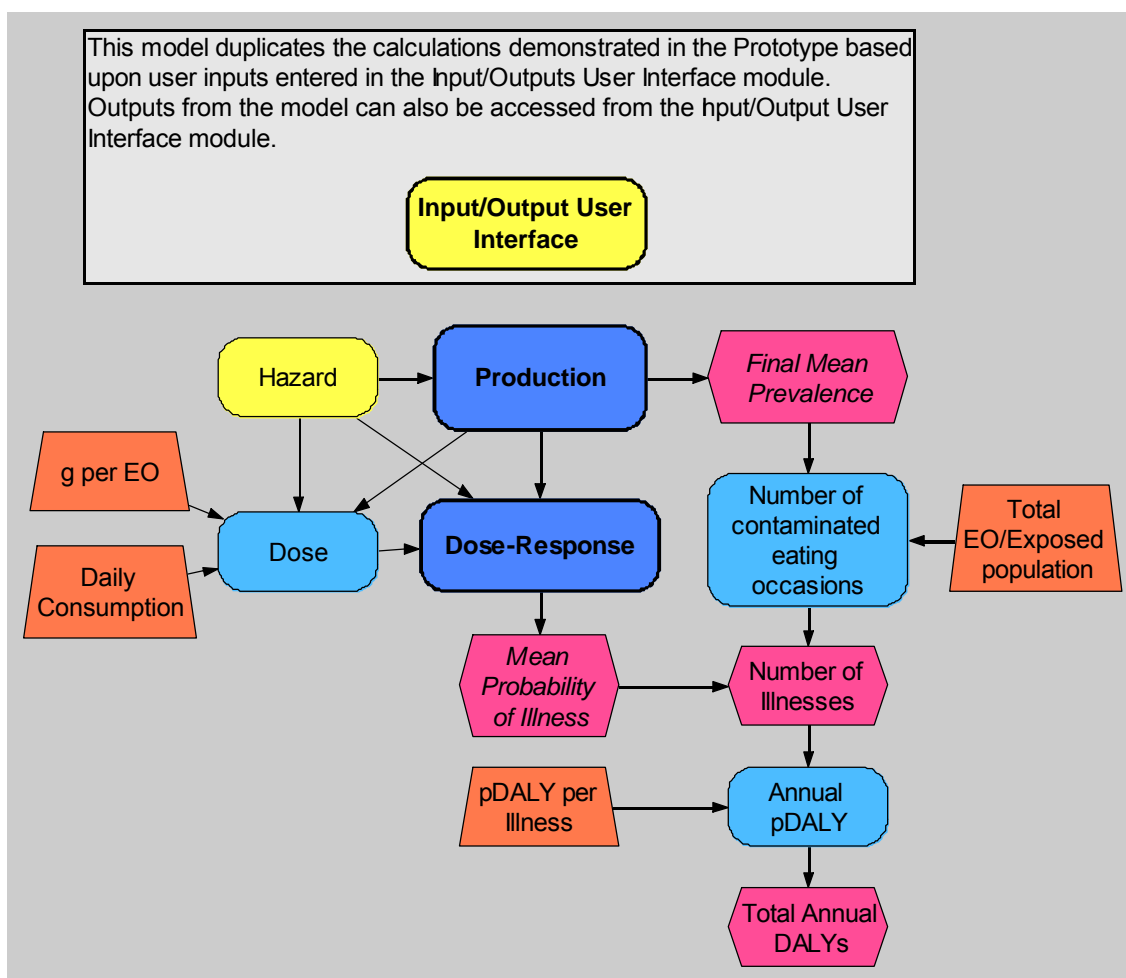 This model duplicates the calculations demonstrated in the Prototype based
upon user inputs entered in the Input/Outputs User Interface module.
Outputs from the model can also be accessed from the hput/Output User
Interface module.
Input/Output User
Interface
Hazard
Production
Final Mean
Prevalence
g per EO
Daily
Consumption
Dose
Dose-Response
Number of
contaminated
eating
occasions
Total
EO/Exposed
population
Mean
Probability
of Illness
Number of
Illnesses
pDALY per
Illness
Annual
pDALY
Total Annual
DALYs